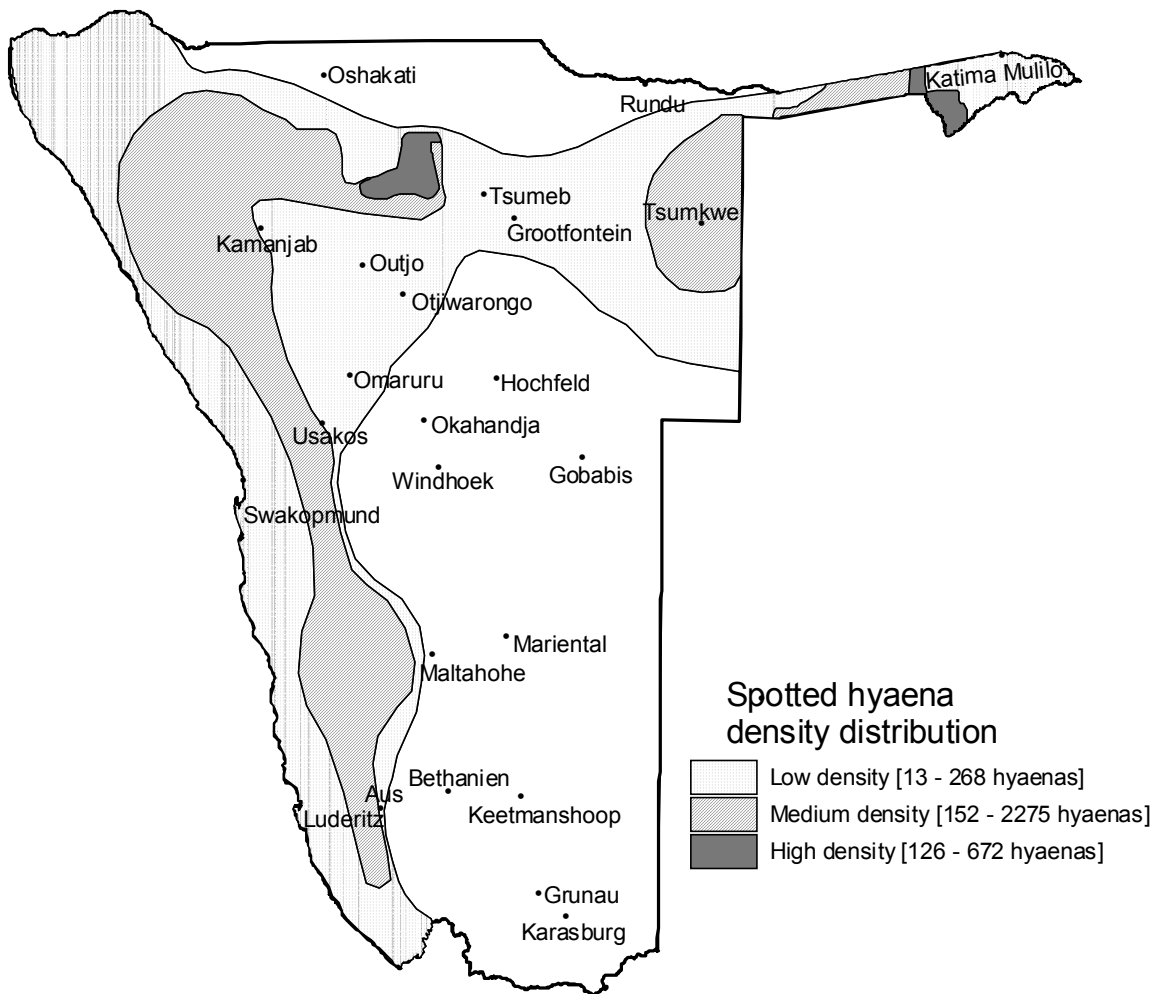 Oshakati
Katima Mulilo
Rundu
Tsumeb
Tsumkwe
Grootfontein
Kamanjab
Outjo
Otjiwarongo
Omaruru
Hochfeld
Okahandja
Usakos
Windhoek
Gobabis
Swakopmund
Mariental
Maltahohe
Spotted hyaena
density distribution
Low density [13 - 268 hyaenas]
Medium density [152 - 2275 hyaenas]
High density [126 - 672 hyaenas]
Bethanien
Aus
Luderitz
Keetmanshoop
Grunau
Karasburg